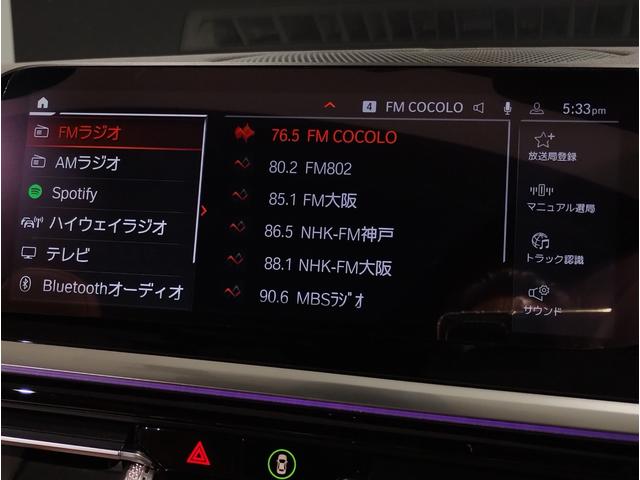 4 FM COCOLO 5:33pm
FMラジオ
AMラジオ
Spotify
ハイウェイラジオ
テレビ
Bluetoothオーディオ
76.5 FM COCOLO
80.2 FM802
85.1 FM大阪
86.5 NHK-FM神戸
88.1 NHK-FM大阪
90.6 MBSﾗｼﾞｵ
放送局登録
マニュアル選局
トラック認識
サウンド